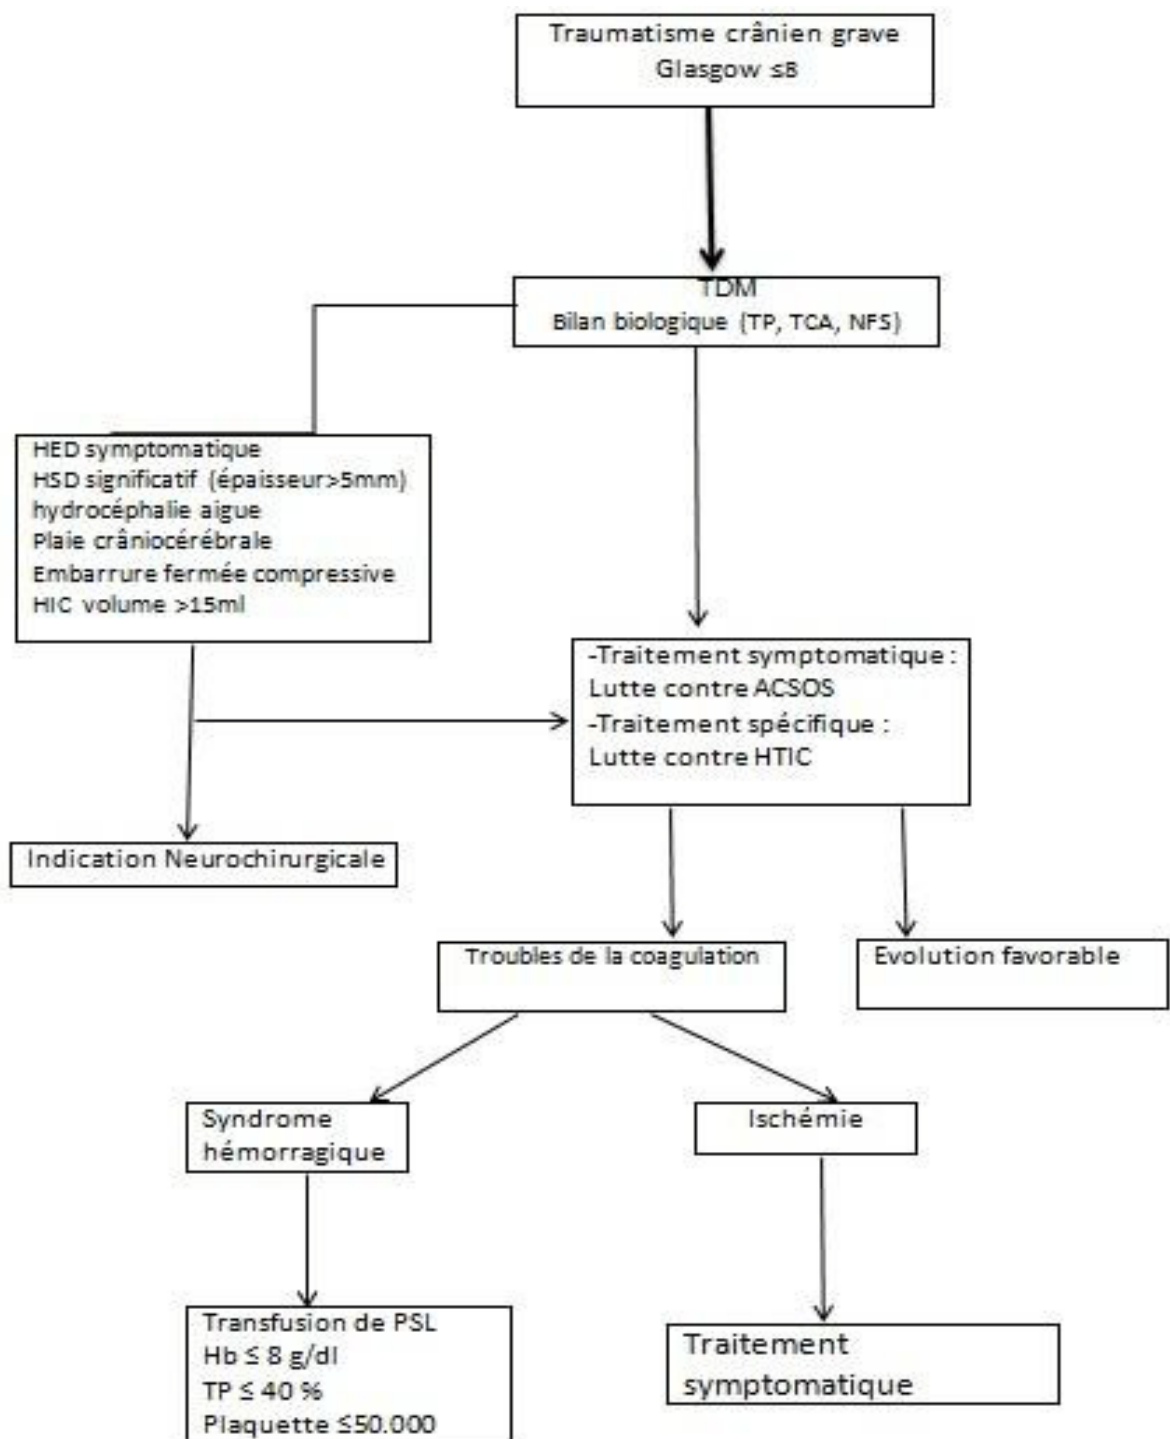 Traumatisme crânien grave
Glasgow ≤8
TDM
Bilan biologique (TP, TCA, NFS)
HED symptomatique
HSD significatif (épaisseur>5mm)
hydrocéphalie aigue
Plaie crâniocérébrale
Embarrure fermée compressive
HIC volume >15ml
-Traitement symptomatique :
Lutte contre ACSOS
-Traitement spécifique :
Lutte contre HTIC
Indication Neurochirurgicale
Troubles de la coagulation
Evolution favorable
Syndrome
hémorragique
Ischémie
Transfusion de PSL
Hb ≤ 8 g/dl
TP ≤ 40 %
Plaquette ≤50.000
Traitement
symptomatique